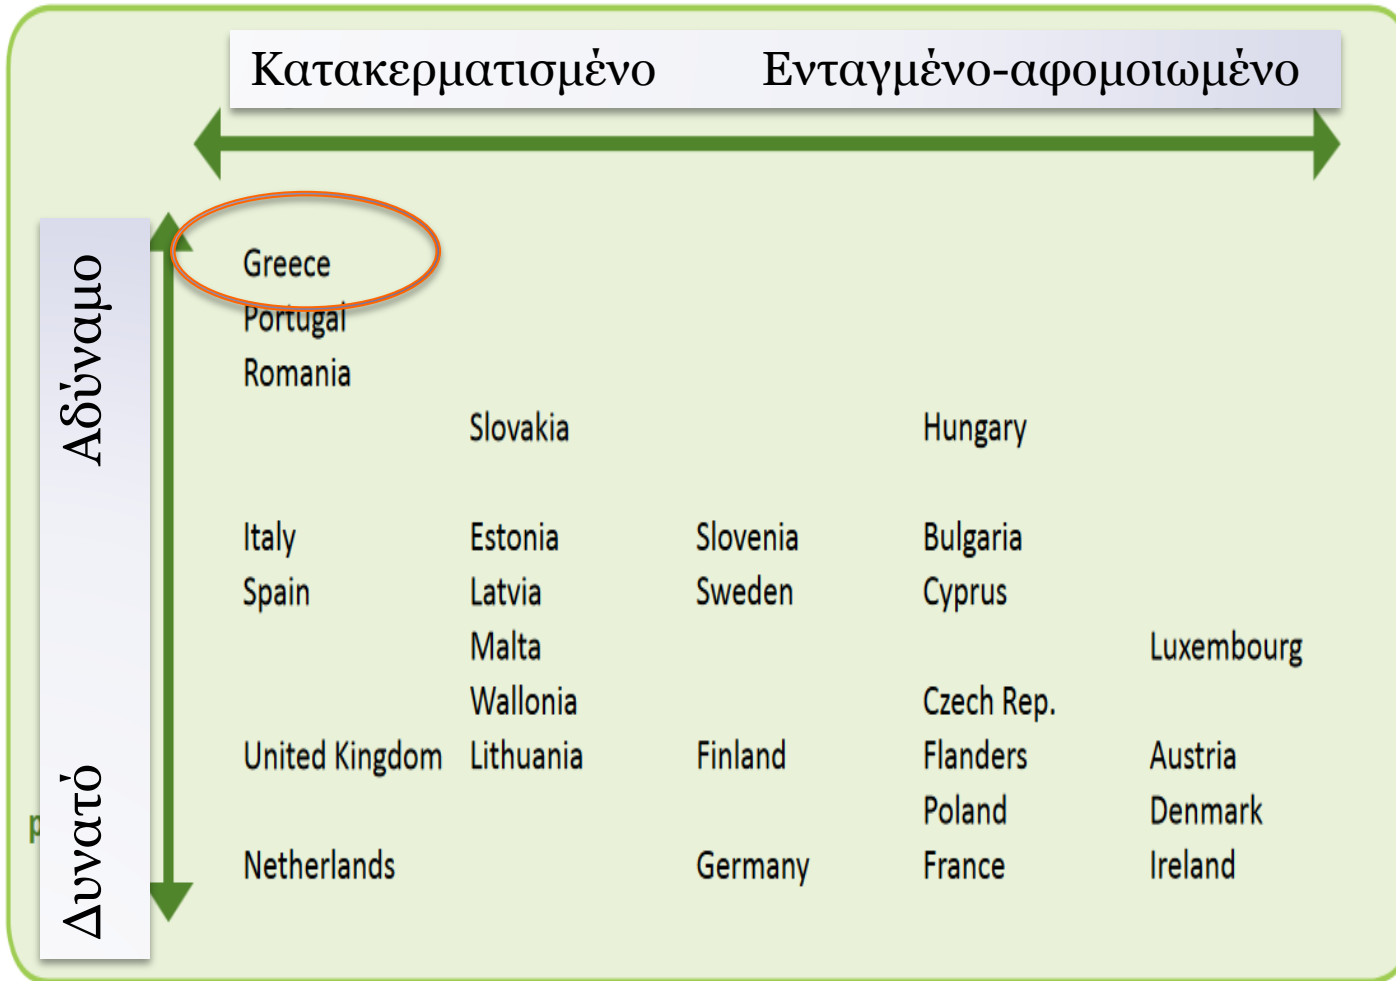 Κατακερματισμένο Ενταγμένο-αφομοιωμένο
Αδύναμο
Δυνατό
Greece
Portugal
Romania
Slovakia Hungary
Italy Estonia Slovenia Bulgaria
Spain Latvia Sweden Cyprus
Malta Luxembourg
Wallonia Czech Rep.
United Kingdom Lithuania Finland Flanders Austria
Poland Denmark
Netherlands Germany France Ireland